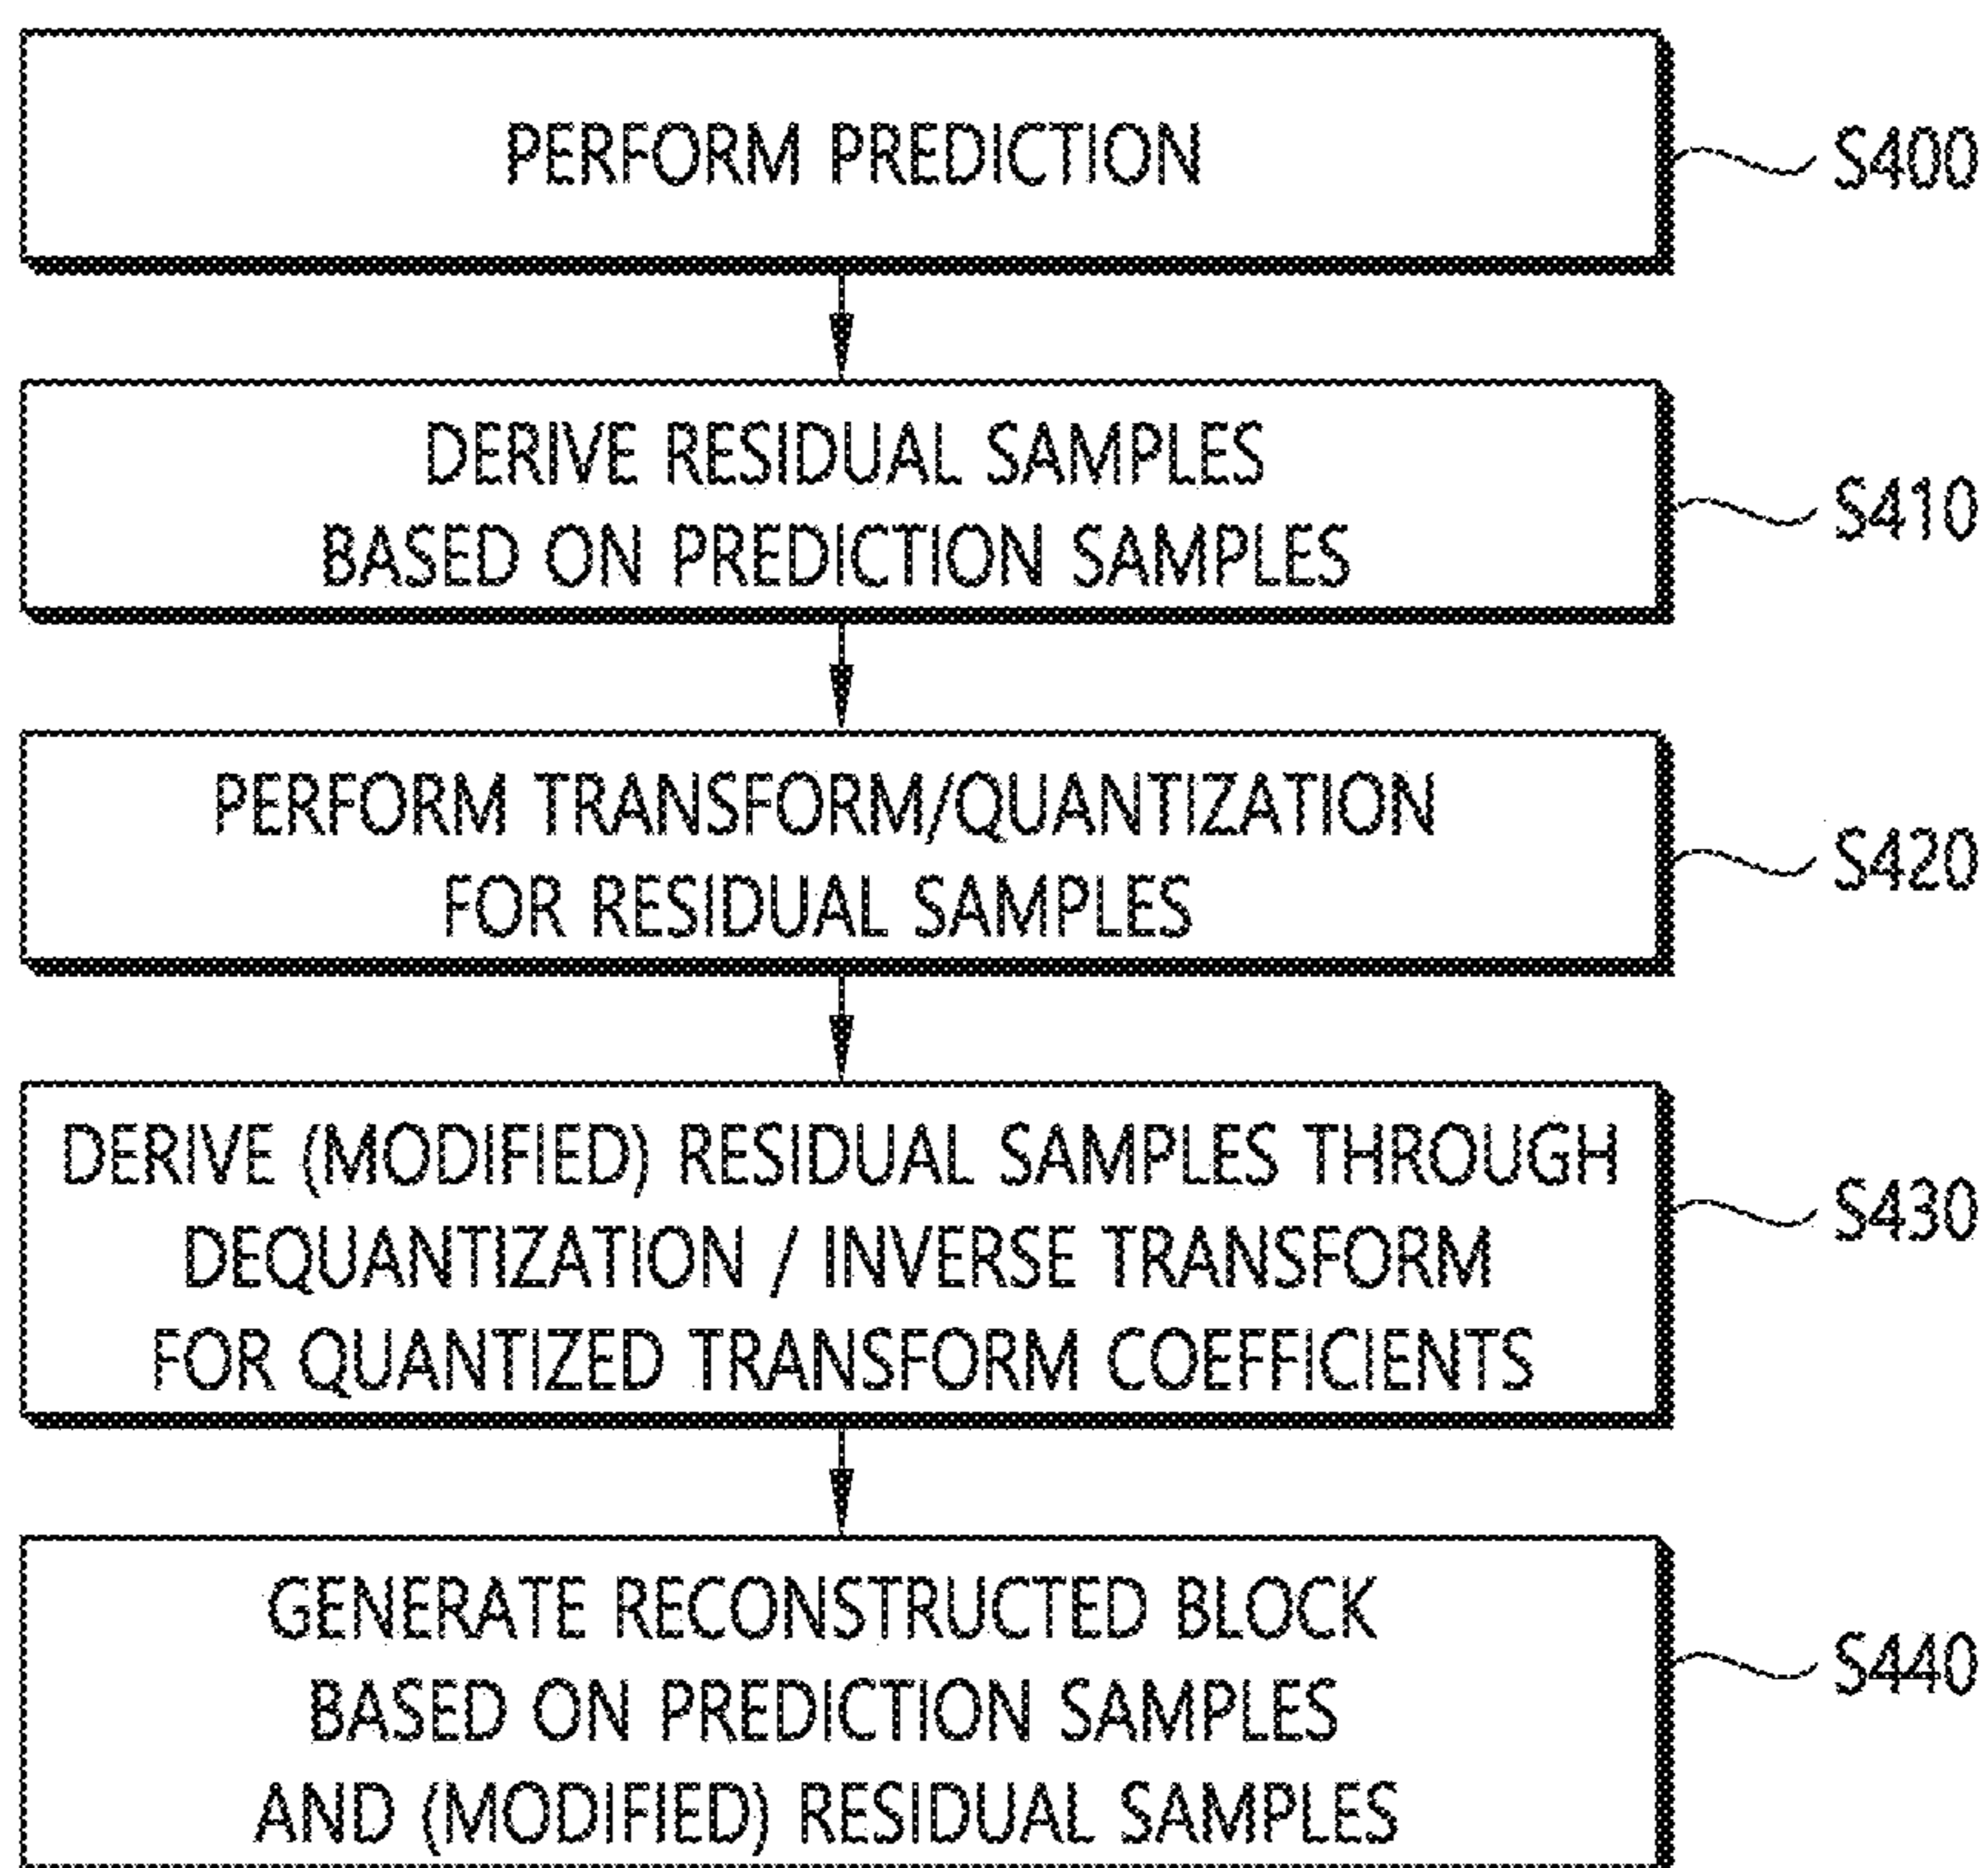 PERFORM PREDICTION
S400
DERIVE RESIDUAL SAMPLES
BASED ON PREDICTION SAMPLES
S410
PERFORM TRANSFORM/QUANTIZATION
FOR RESIDUAL SAMPLES
S420
DERIVE (MODIFIED) RESIDUAL SAMPLES THROUGH
DEQUANTIZATION / INVERSE TRANSFORM
FOR QUANTIZED TRANSFORM COEFFICIENTS
S430
GENERATE RECONSTRUCTED BLOCK
BASED ON PREDICTION SAMPLES
AND (MODIFIED) RESIDUAL SAMPLES
S440